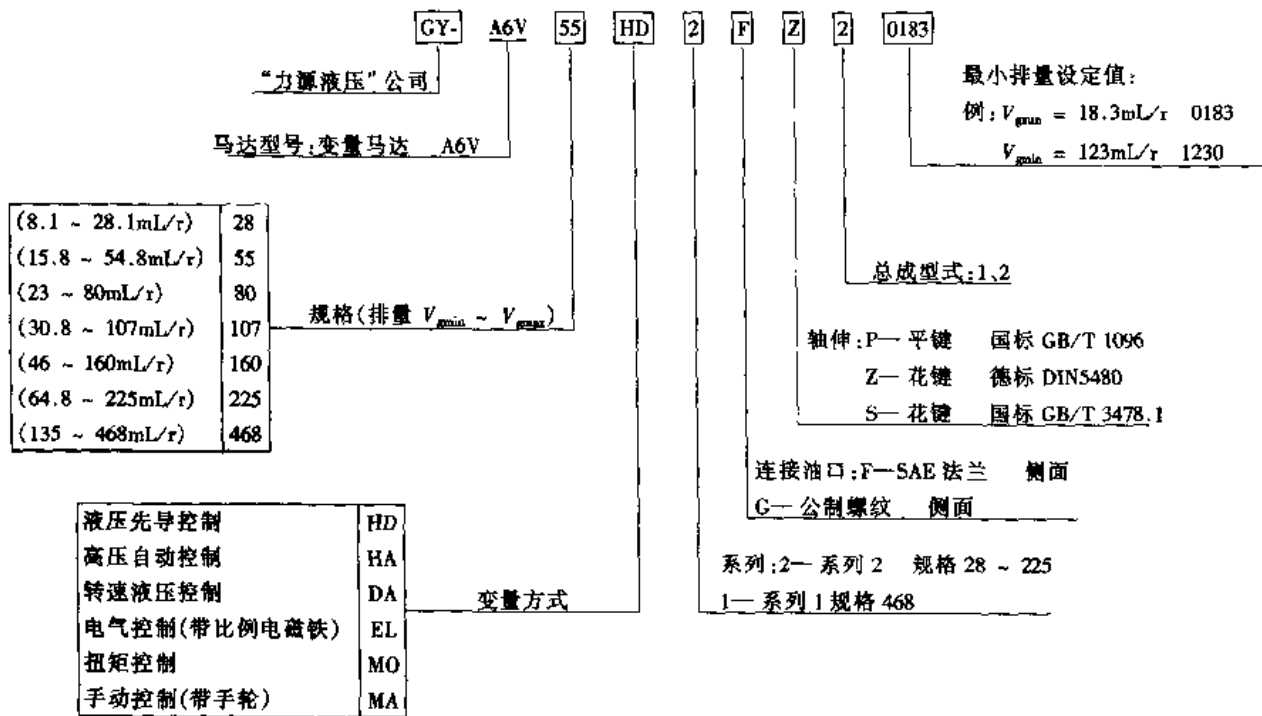 GY- A6V 55 HD 2 F Z 2 0183
“力源液压”公司
马达型号:变量马达 A6V
最小排量设定值:
例:Vgmin = 18.3mL/r 0183
Vgmin = 123mL/r 1230
(8.1 ~ 28.1mL/r) 28
(15.8 ~ 54.8mL/r) 55
(23 ~ 80mL/r) 80
(30.8 ~ 107mL/r) 107
(46 ~ 160mL/r) 160
(64.8 ~ 225mL/r) 225
(135 ~ 468mL/r) 468
规格(排量 Vgmin ~ Vgmax)
总成型式:1、2
轴伸:P— 平键 国标 GB/T 1096
Z— 花键 德标 DIN5480
S— 花键 国标 GB/T 3478.1
连接油口:F—SAE 法兰 侧面
G— 公制螺纹 侧面
系列:2— 系列 2 规格 28 ~ 225
1— 系列 1 规格 468
液压先导控制 HD
高压自动控制 HA
转速液压控制 DA
电气控制(带比例电磁铁) EL
扭矩控制 MO
手动控制(带手轮) MA
变量方式